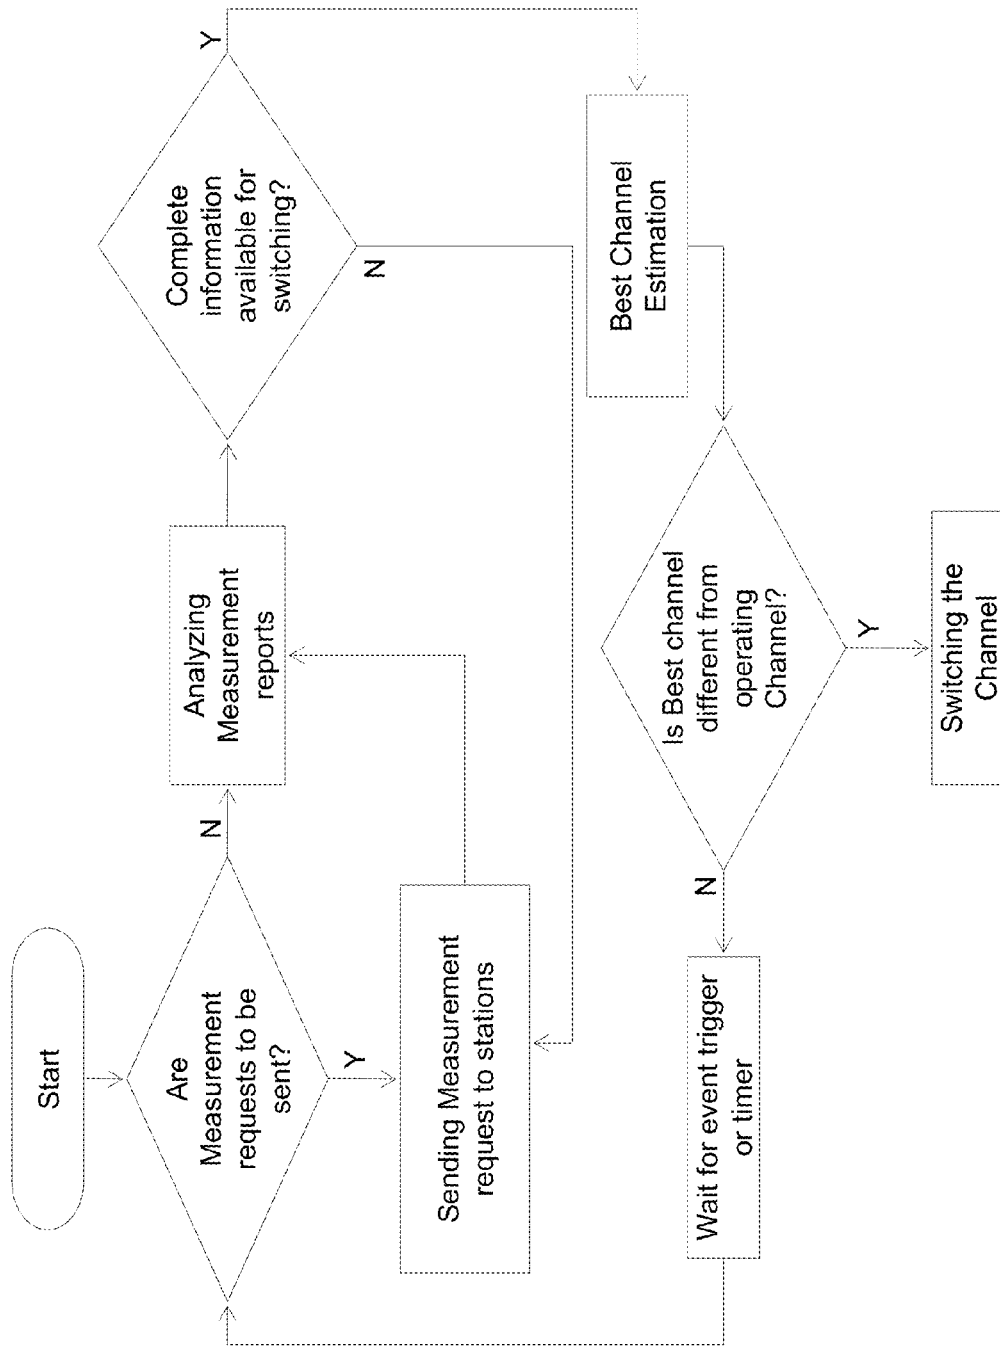 Start
Are
Measurement
requests to be
sent?
N
Y
Analyzing
Measurement
reports
Sending Measurement
request to stations
Complete
information
available for
switching?
Y
N
Best Channel
Estimation
Is Best channel
different from
operating
Channel?
N
Y
Wait for event trigger
or timer
Switching the
Channel